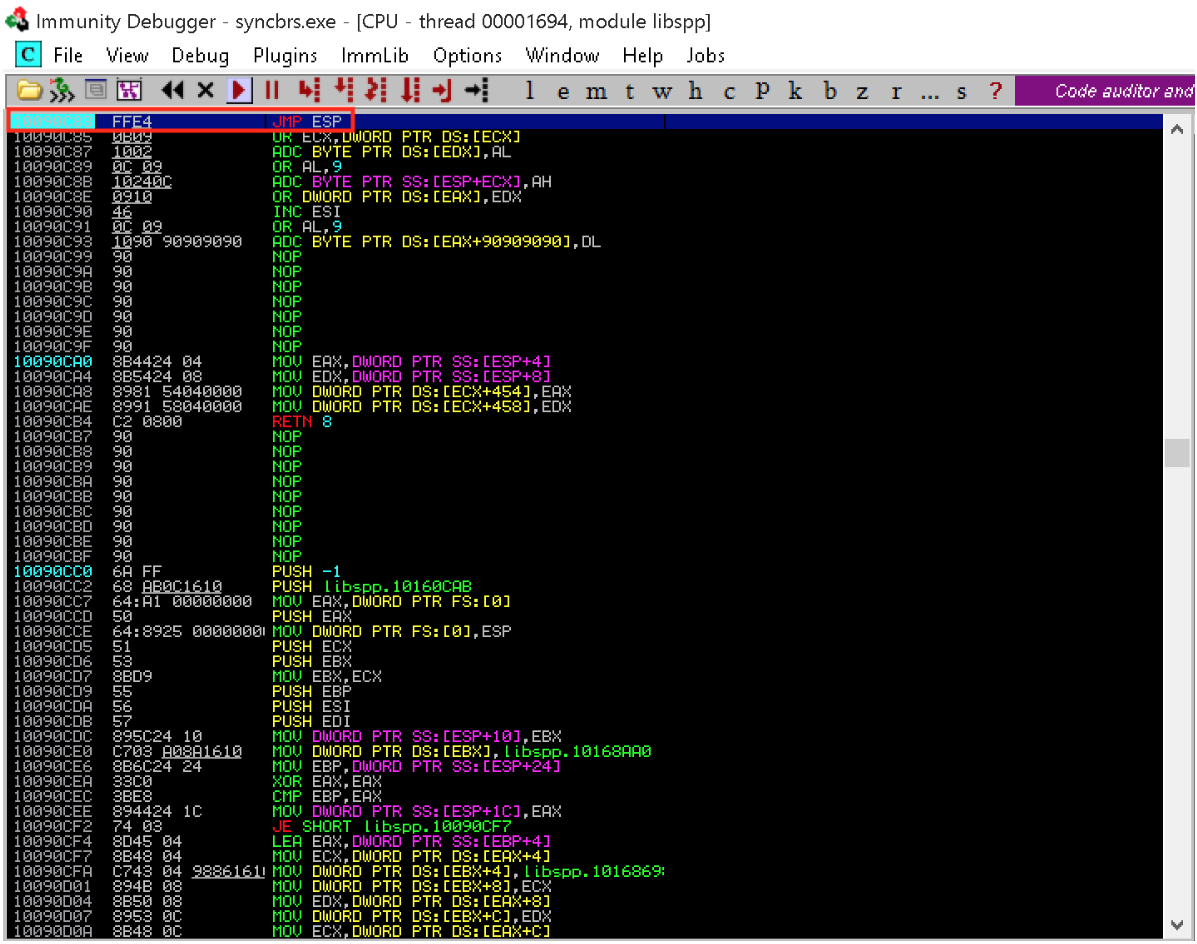 Immunity Debugger - syncbrs.exe - [CPU - thread 00001694, module libspp]
C File View Debug Plugins ImmLib Options Window Help Jobs
l e m t w h c P k b z r ... s ? Code auditor and
10090C83 FFE4 JMP ESP
10090C85 0B09 OR ECX,DWORD PTR DS:[ECX]
10090C87 1002 ADC BYTE PTR DS:[EDX],AL
10090C89 0C 09 OR AL,9
10090C8B 10240C ADC BYTE PTR SS:[ESP+ECX],AH
10090C8E 0910 OR DWORD PTR DS:[EAX],EDX
10090C90 46 INC ESI
10090C91 0C 09 OR AL,9
10090C93 1090 90909090 ADC BYTE PTR DS:[EAX+90909090],DL
10090C99 90 NOP
10090C9A 90 NOP
10090C9B 90 NOP
10090C9C 90 NOP
10090C9D 90 NOP
10090C9E 90 NOP
10090C9F 90 NOP
10090CA0 8B4424 04 MOV EAX,DWORD PTR SS:[ESP+4]
10090CA4 8B5424 08 MOV EDX,DWORD PTR SS:[ESP+8]
10090CA8 8981 54040000 MOV DWORD PTR DS:[ECX+454],EAX
10090CAE 8991 58040000 MOV DWORD PTR DS:[ECX+458],EDX
10090CB4 C2 0800 RETN 8
10090CB7 90 NOP
10090CB8 90 NOP
10090CB9 90 NOP
10090CBA 90 NOP
10090CBB 90 NOP
10090CBC 90 NOP
10090CBD 90 NOP
10090CBE 90 NOP
10090CBF 90 NOP
10090CC0 6A FF PUSH -1
10090CC2 68 AB0C1610 PUSH libspp.10160CAB
10090CC7 64:A1 00000000 MOV EAX,DWORD PTR FS:[0]
10090CCD 50 PUSH EAX
10090CCE 64:8925 0000000 MOV DWORD PTR FS:[0],ESP
10090CD5 51 PUSH ECX
10090CD6 53 PUSH EBX
10090CD7 8BD9 MOV EBX,ECX
10090CD9 55 PUSH EBP
10090CDA 56 PUSH ESI
10090CDB 57 PUSH EDI
10090CDC 895C24 10 MOV DWORD PTR SS:[ESP+10],EBX
10090CE0 C703 A08A1610 MOV DWORD PTR DS:[EBX],libspp.10168AA0
10090CE6 8B6C24 24 MOV EBP,DWORD PTR SS:[ESP+24]
10090CEA 33C0 XOR EAX,EAX
10090CEC 3BE8 CMP EBP,EAX
10090CEE 894424 1C MOV DWORD PTR SS:[ESP+1C],EAX
10090CF2 74 03 JE SHORT libspp.10090CF7
10090CF4 8D45 04 LEA EAX,DWORD PTR SS:[EBP+4]
10090CF7 8B48 04 MOV ECX,DWORD PTR DS:[EAX+4]
10090CFA C743 04 9886161 MOV DWORD PTR DS:[EBX+4],libspp.1016869
10090D01 894B 08 MOV DWORD PTR DS:[EBX+8],ECX
10090D04 8B50 08 MOV EDX,DWORD PTR DS:[EAX+8]
10090D07 8953 0C MOV DWORD PTR DS:[EBX+C],EDX
10090D0A 8B48 0C MOV ECX,DWORD PTR DS:[EAX+C]